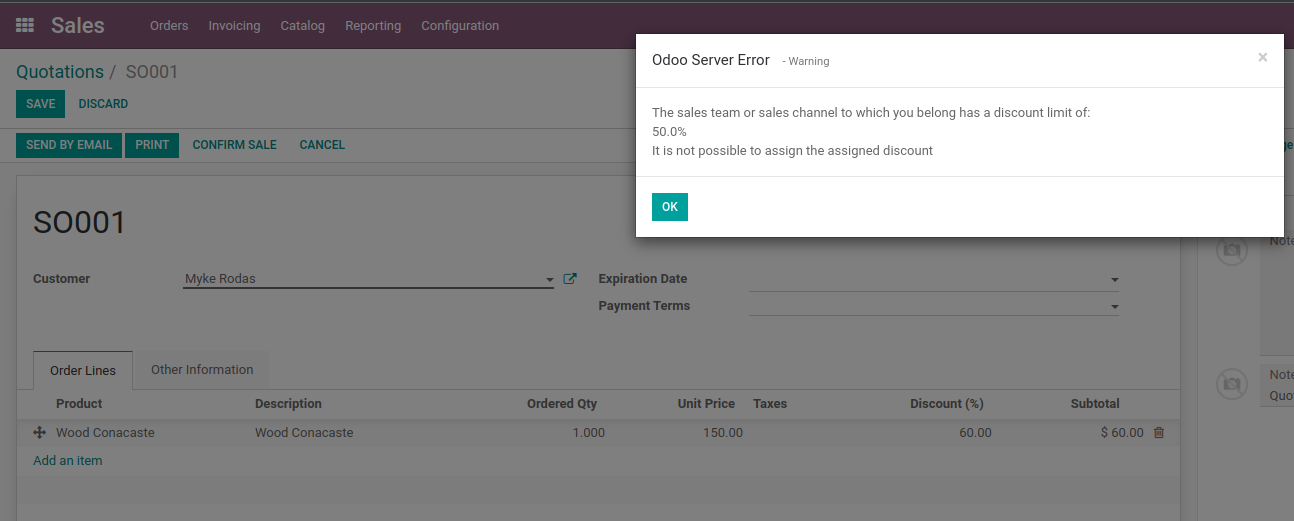 Sales Orders Invoicing Catalog Reporting Configuration
Odoo Server Error - Warning ×
Quotations / SO001
SAVE DISCARD
The sales team or sales channel to which you belong has a discount limit of:
50.0%
It is not possible to assign the assigned discount
SEND BY EMAIL PRINT CONFIRM SALE CANCEL
OK
SO001
Customer Myke Rodas Expiration Date
Payment Terms
Order Lines Other Information
Product Description Ordered Qty Unit Price Taxes Discount (%) Subtotal
Wood Conacaste Wood Conacaste 1.000 150.00 60.00 $ 60.00
Add an item
Note